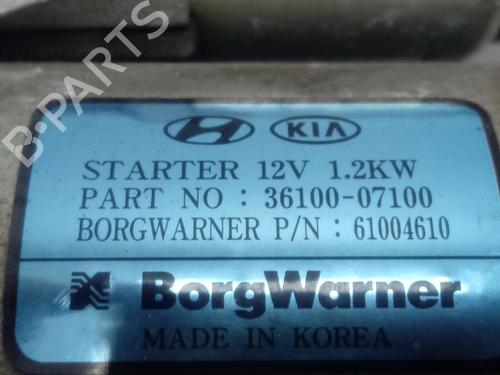 KIA
STARTER 12V 1.2KW
PART NO : 36100-07100
BORGWARNER P/N : 61004610
BorgWarner
MADE IN KOREA
B-PARTS